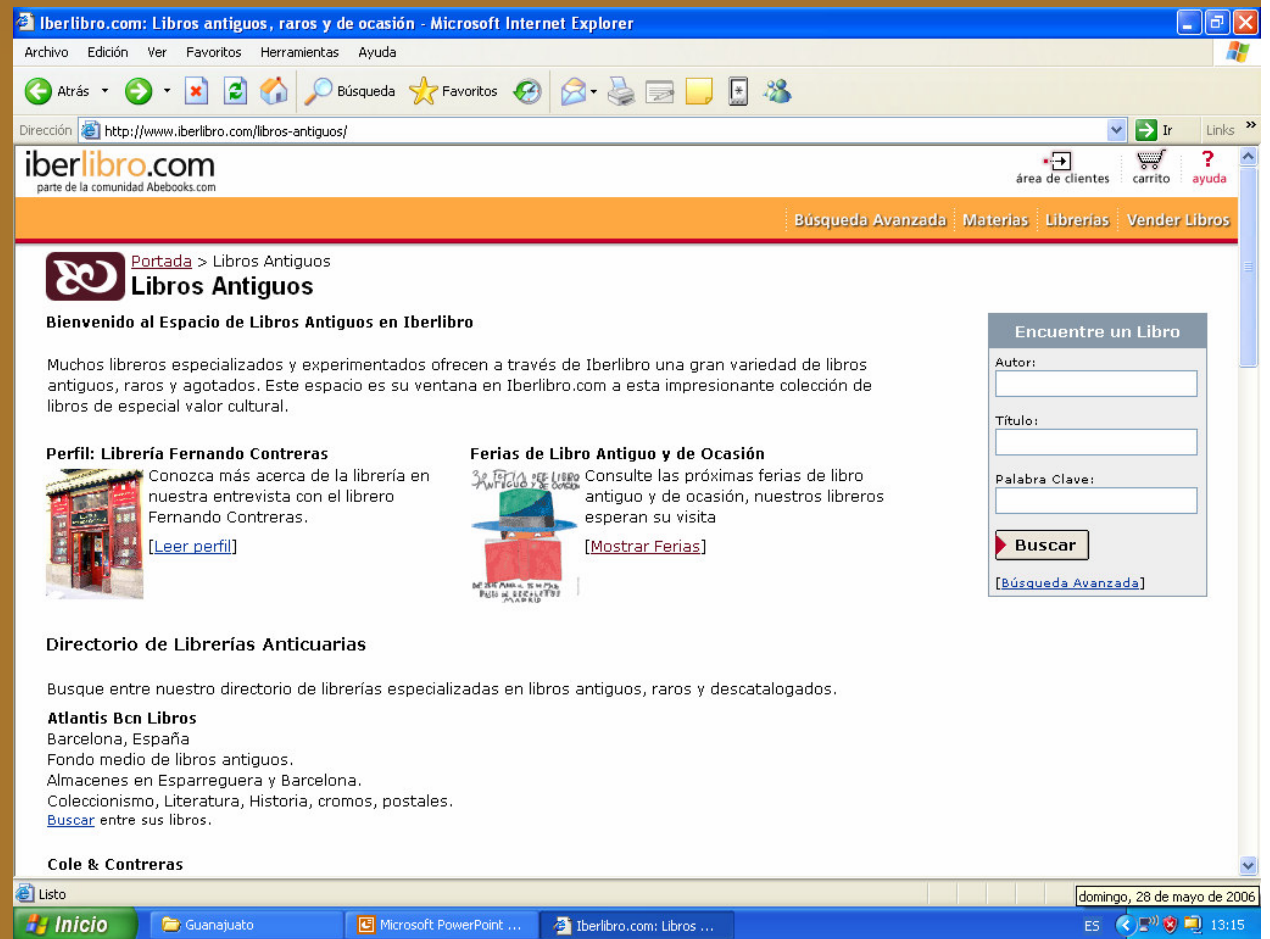 Iberlibro.com: Libros antiguos, raros y de ocasión - Microsoft Internet Explorer
Archivo Edición Ver Favoritos Herramientas Ayuda
Atrás Búsqueda Favoritos
Dirección http://www.iberlibro.com/libros-antiguos/ Ir Links »
iberlibro.com
parte de la comunidad Abebooks.com
área de clientes carrito ? ayuda
Búsqueda Avanzada Materias Librerías Vender Libros
Portada > Libros Antiguos
Libros Antiguos
Bienvenido al Espacio de Libros Antiguos en Iberlibro
Muchos libreros especializados y experimentados ofrecen a través de Iberlibro una gran variedad de libros
antiguos, raros y agotados. Este espacio es su ventana en Iberlibro.com a esta impresionante colección de
libros de especial valor cultural.
Perfil: Librería Fernando Contreras
Conozca más acerca de la librería en
nuestra entrevista con el librero
Fernando Contreras.
[Leer perfil]
Ferias de Libro Antiguo y de Ocasión
Consulte las próximas ferias de libro
antiguo y de ocasión, nuestros libreros
esperan su visita
[Mostrar Ferias]
MADRID
Encuentre un Libro
Autor:
Título:
Palabra Clave:
Buscar
[Búsqueda Avanzada]
Directorio de Librerías Anticuarias
Busque entre nuestro directorio de librerías especializadas en libros antiguos, raros y descatalogados.
Atlantis Bcn Libros
Barcelona, España
Fondo medio de libros antiguos.
Almacenes en Esparreguera y Barcelona.
Coleccionismo, Literatura, Historia, cromos, postales.
Buscar entre sus libros.
Cole & Contreras
Listo
domingo, 28 de mayo de 2006
Inicio Guanajuato Microsoft PowerPoint ... Iberlibro.com: Libros ... ES 13:15